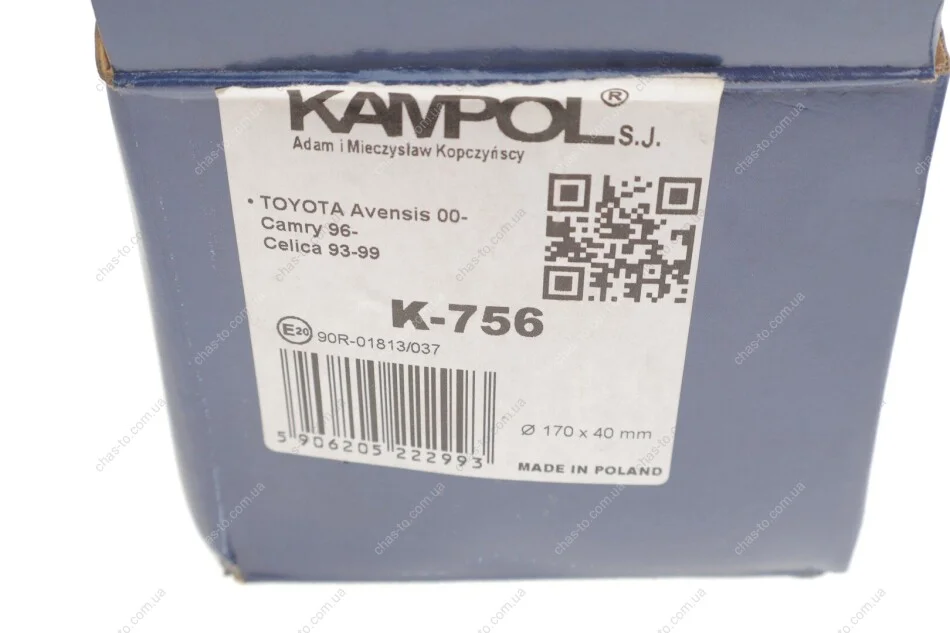 KAMPOL® S.J.
Adam i Mieczysław Kopczyńscy
• TOYOTA Avensis 00-
Camry 96-
Celica 93-99
K-756
E20 90R-01813/037
5 906205 222993
Ø 170 x 40 mm
MADE IN POLAND
chas-to.com.ua